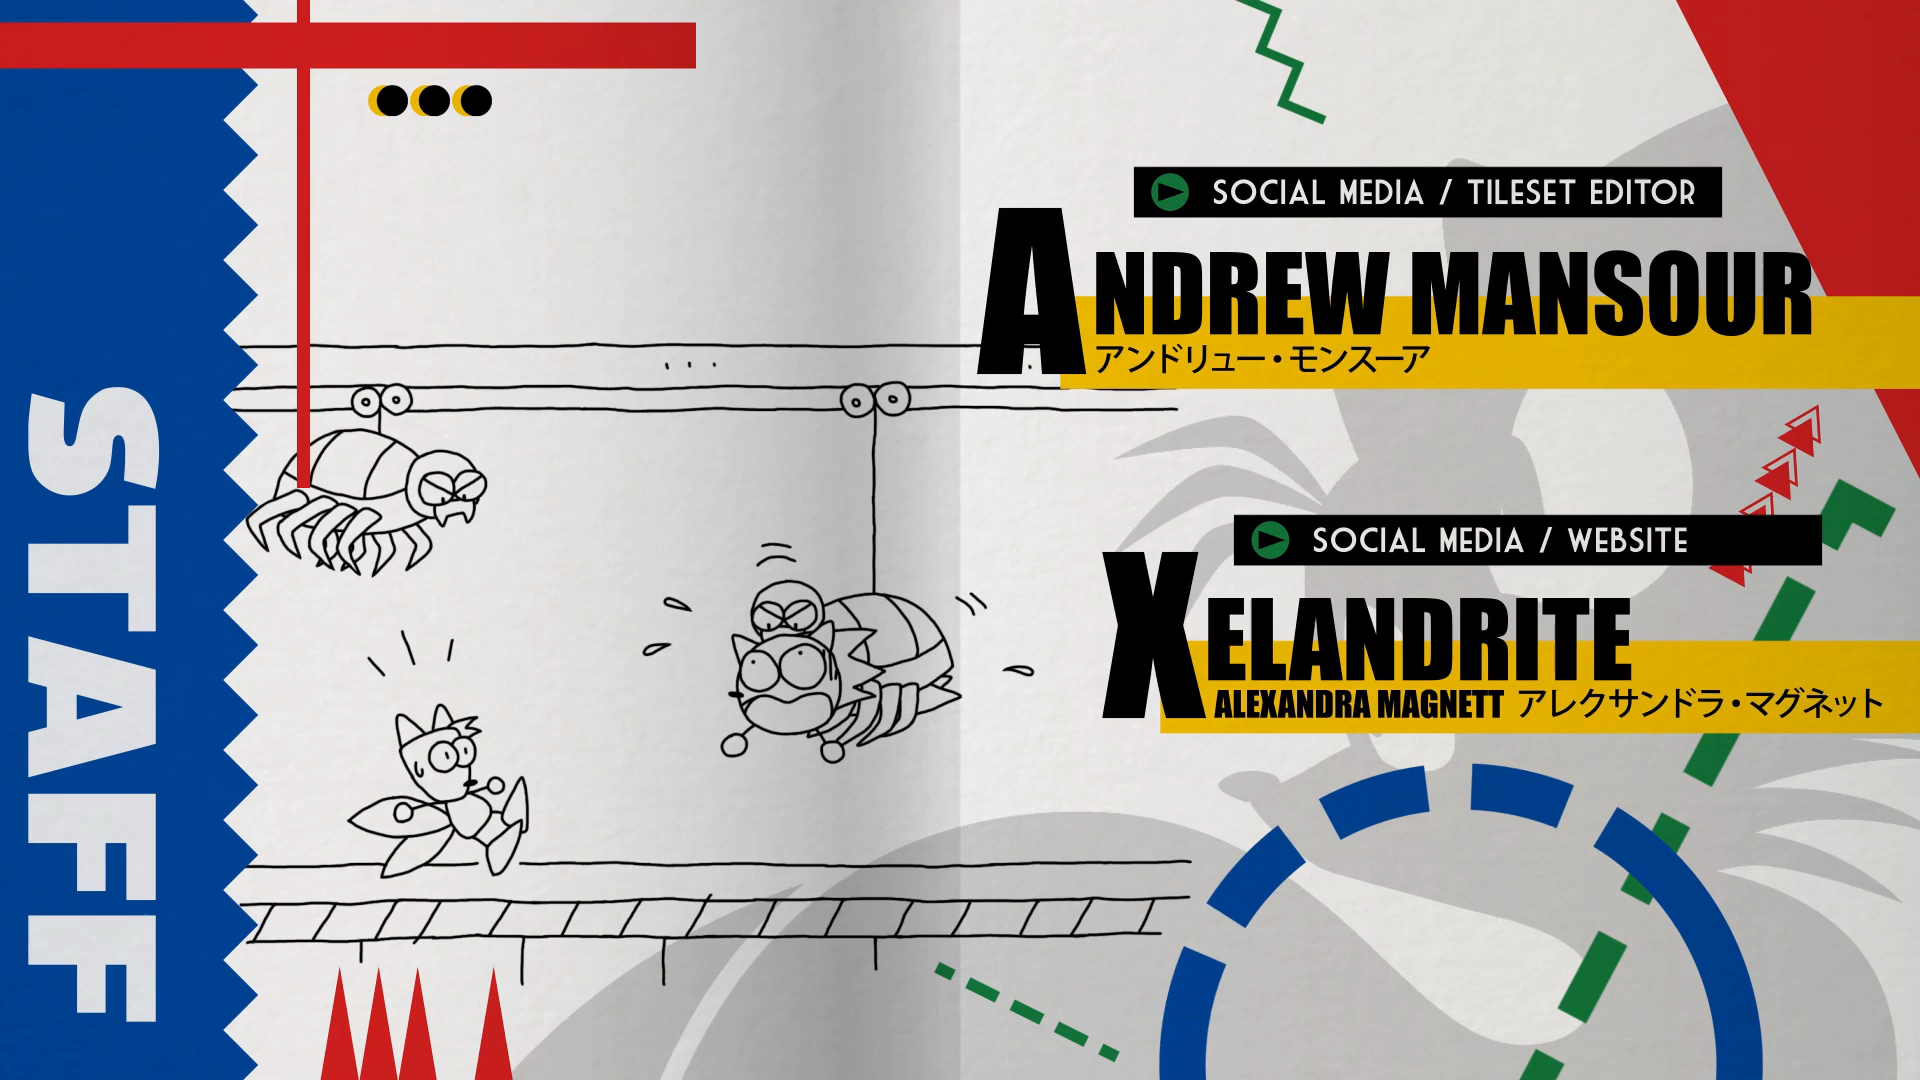 STAFF
SOCIAL MEDIA / TILESET EDITOR
ANDREW MANSOUR
アンドリュー・モンスーア
SOCIAL MEDIA / WEBSITE
XELANDRITE
ALEXANDRA MAGNETT アレクサンドラ・マグネット